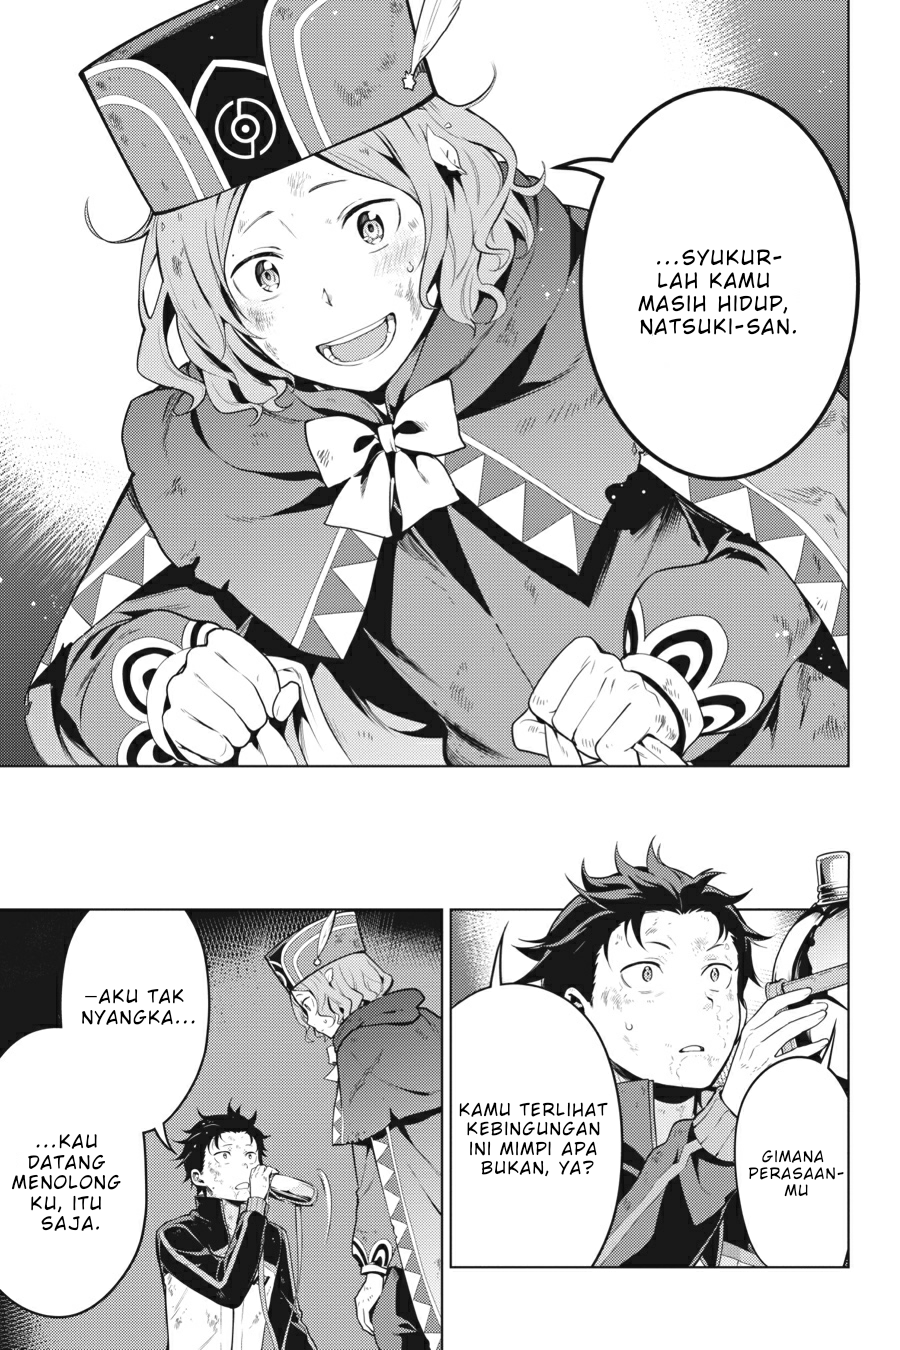 ...SYUKUR-
LAH KAMU
MASIH HIDUP,
NATSUKI-SAN.
GIMANA
PERASAAN-
MU
KAMU TERLIHAT
KEBINGUNGAN
INI MIMPI APA
BUKAN, YA?
–AKU TAK
NYANGKA...
...KAU
DATANG
MENOLONG
KU, ITU
SAJA.